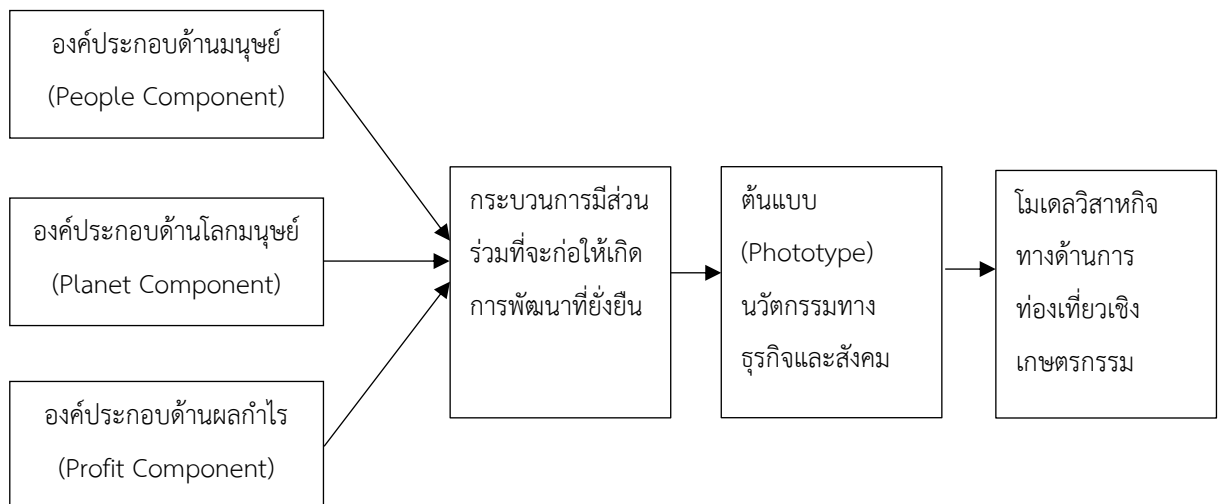 องค์ประกอบด้านมนุษย์
(People Component)
องค์ประกอบด้านโลกมนุษย์
(Planet Component)
องค์ประกอบด้านผลกำไร
(Profit Component)
กระบวนการมีส่วน
ร่วมที่จะก่อให้เกิด
การพัฒนาที่ยั่งยืน
ต้นแบบ
(Phototype)
นวัตกรรมทาง
ธุรกิจและสังคม
โมเดลวิสาหกิจ
ทางด้านการ
ท่องเที่ยวเชิง
เกษตรกรรม